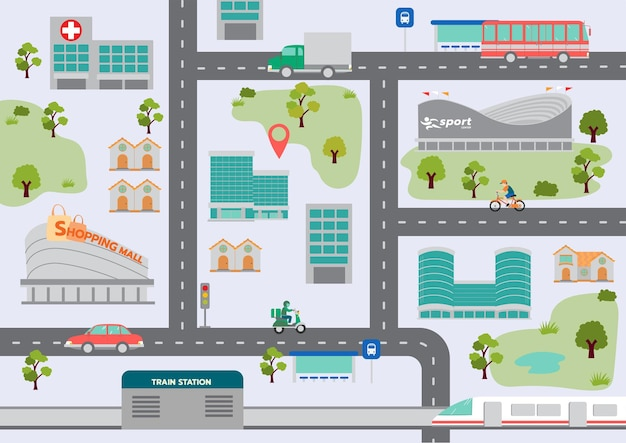 sport
SHOPPING MALL
TRAIN STATION